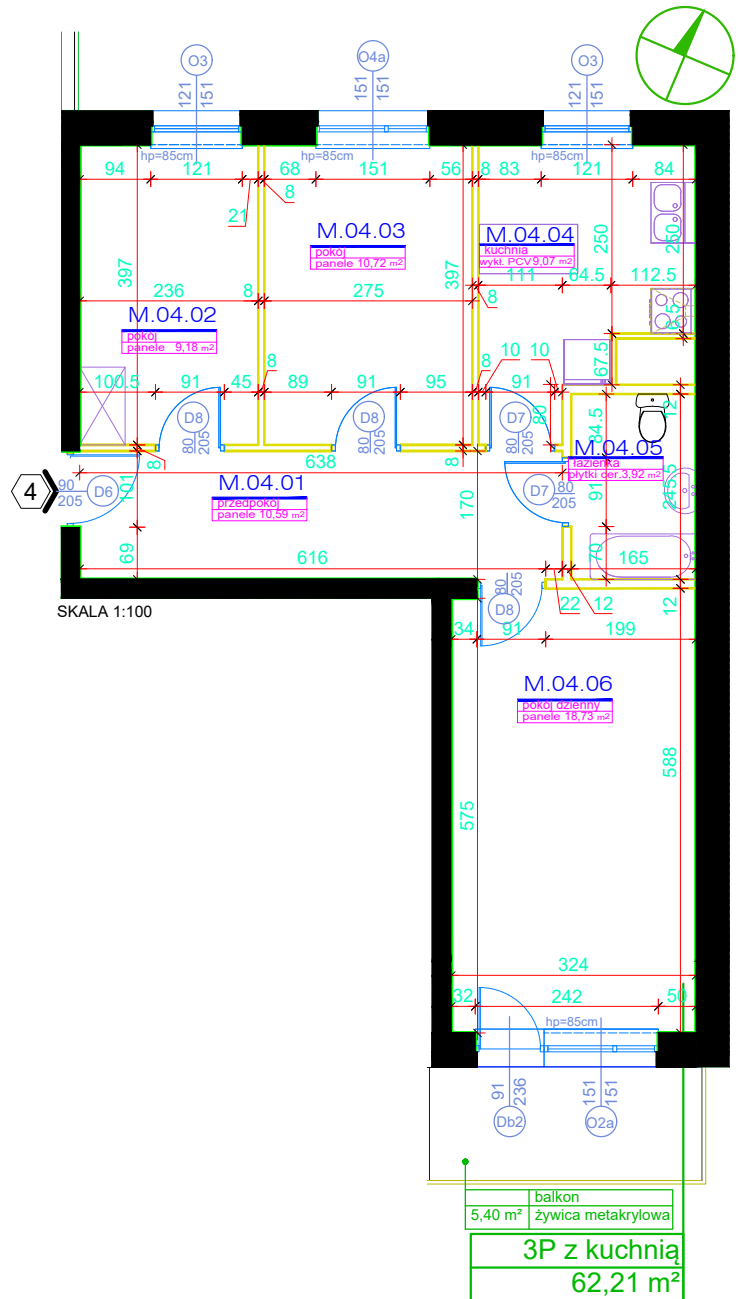 O3
O4a
O3
121
151
151
151
121
151
hp=85cm
hp=85cm
hp=85cm
94
121
68
151
56
8
83
121
84
21
8
M.04.03
pokój
panele 10,72 m²
M.04.04
kuchnia
wykł. PCV 9,07 m²
250
250
397
397
111
64.5
112.5
236
8
275
8
M.04.02
pokój
panele 9,18 m²
67.5
8
8
10
10
100.5
91
45
89
91
95
91
80
84.5
12
D8
80
205
D8
80
205
D7
80
205
M.04.05
łazienka
płytki cer. 3,92 m²
638
8
8
4
90
205
D6
101
M.04.01
przedpokój
panele 10,59 m²
170
D7
80
205
91
245.5
69
616
70
165
22
12
12
SKALA 1:100
80
205
D8
34
91
199
M.04.06
pokój dzienny
panele 18,73 m²
575
588
324
32
242
50
hp=85cm
91
236
151
151
Db2
O2a
balkon
5,40 m²
żywica metakrylowa
3P z kuchnią
62,21 m²